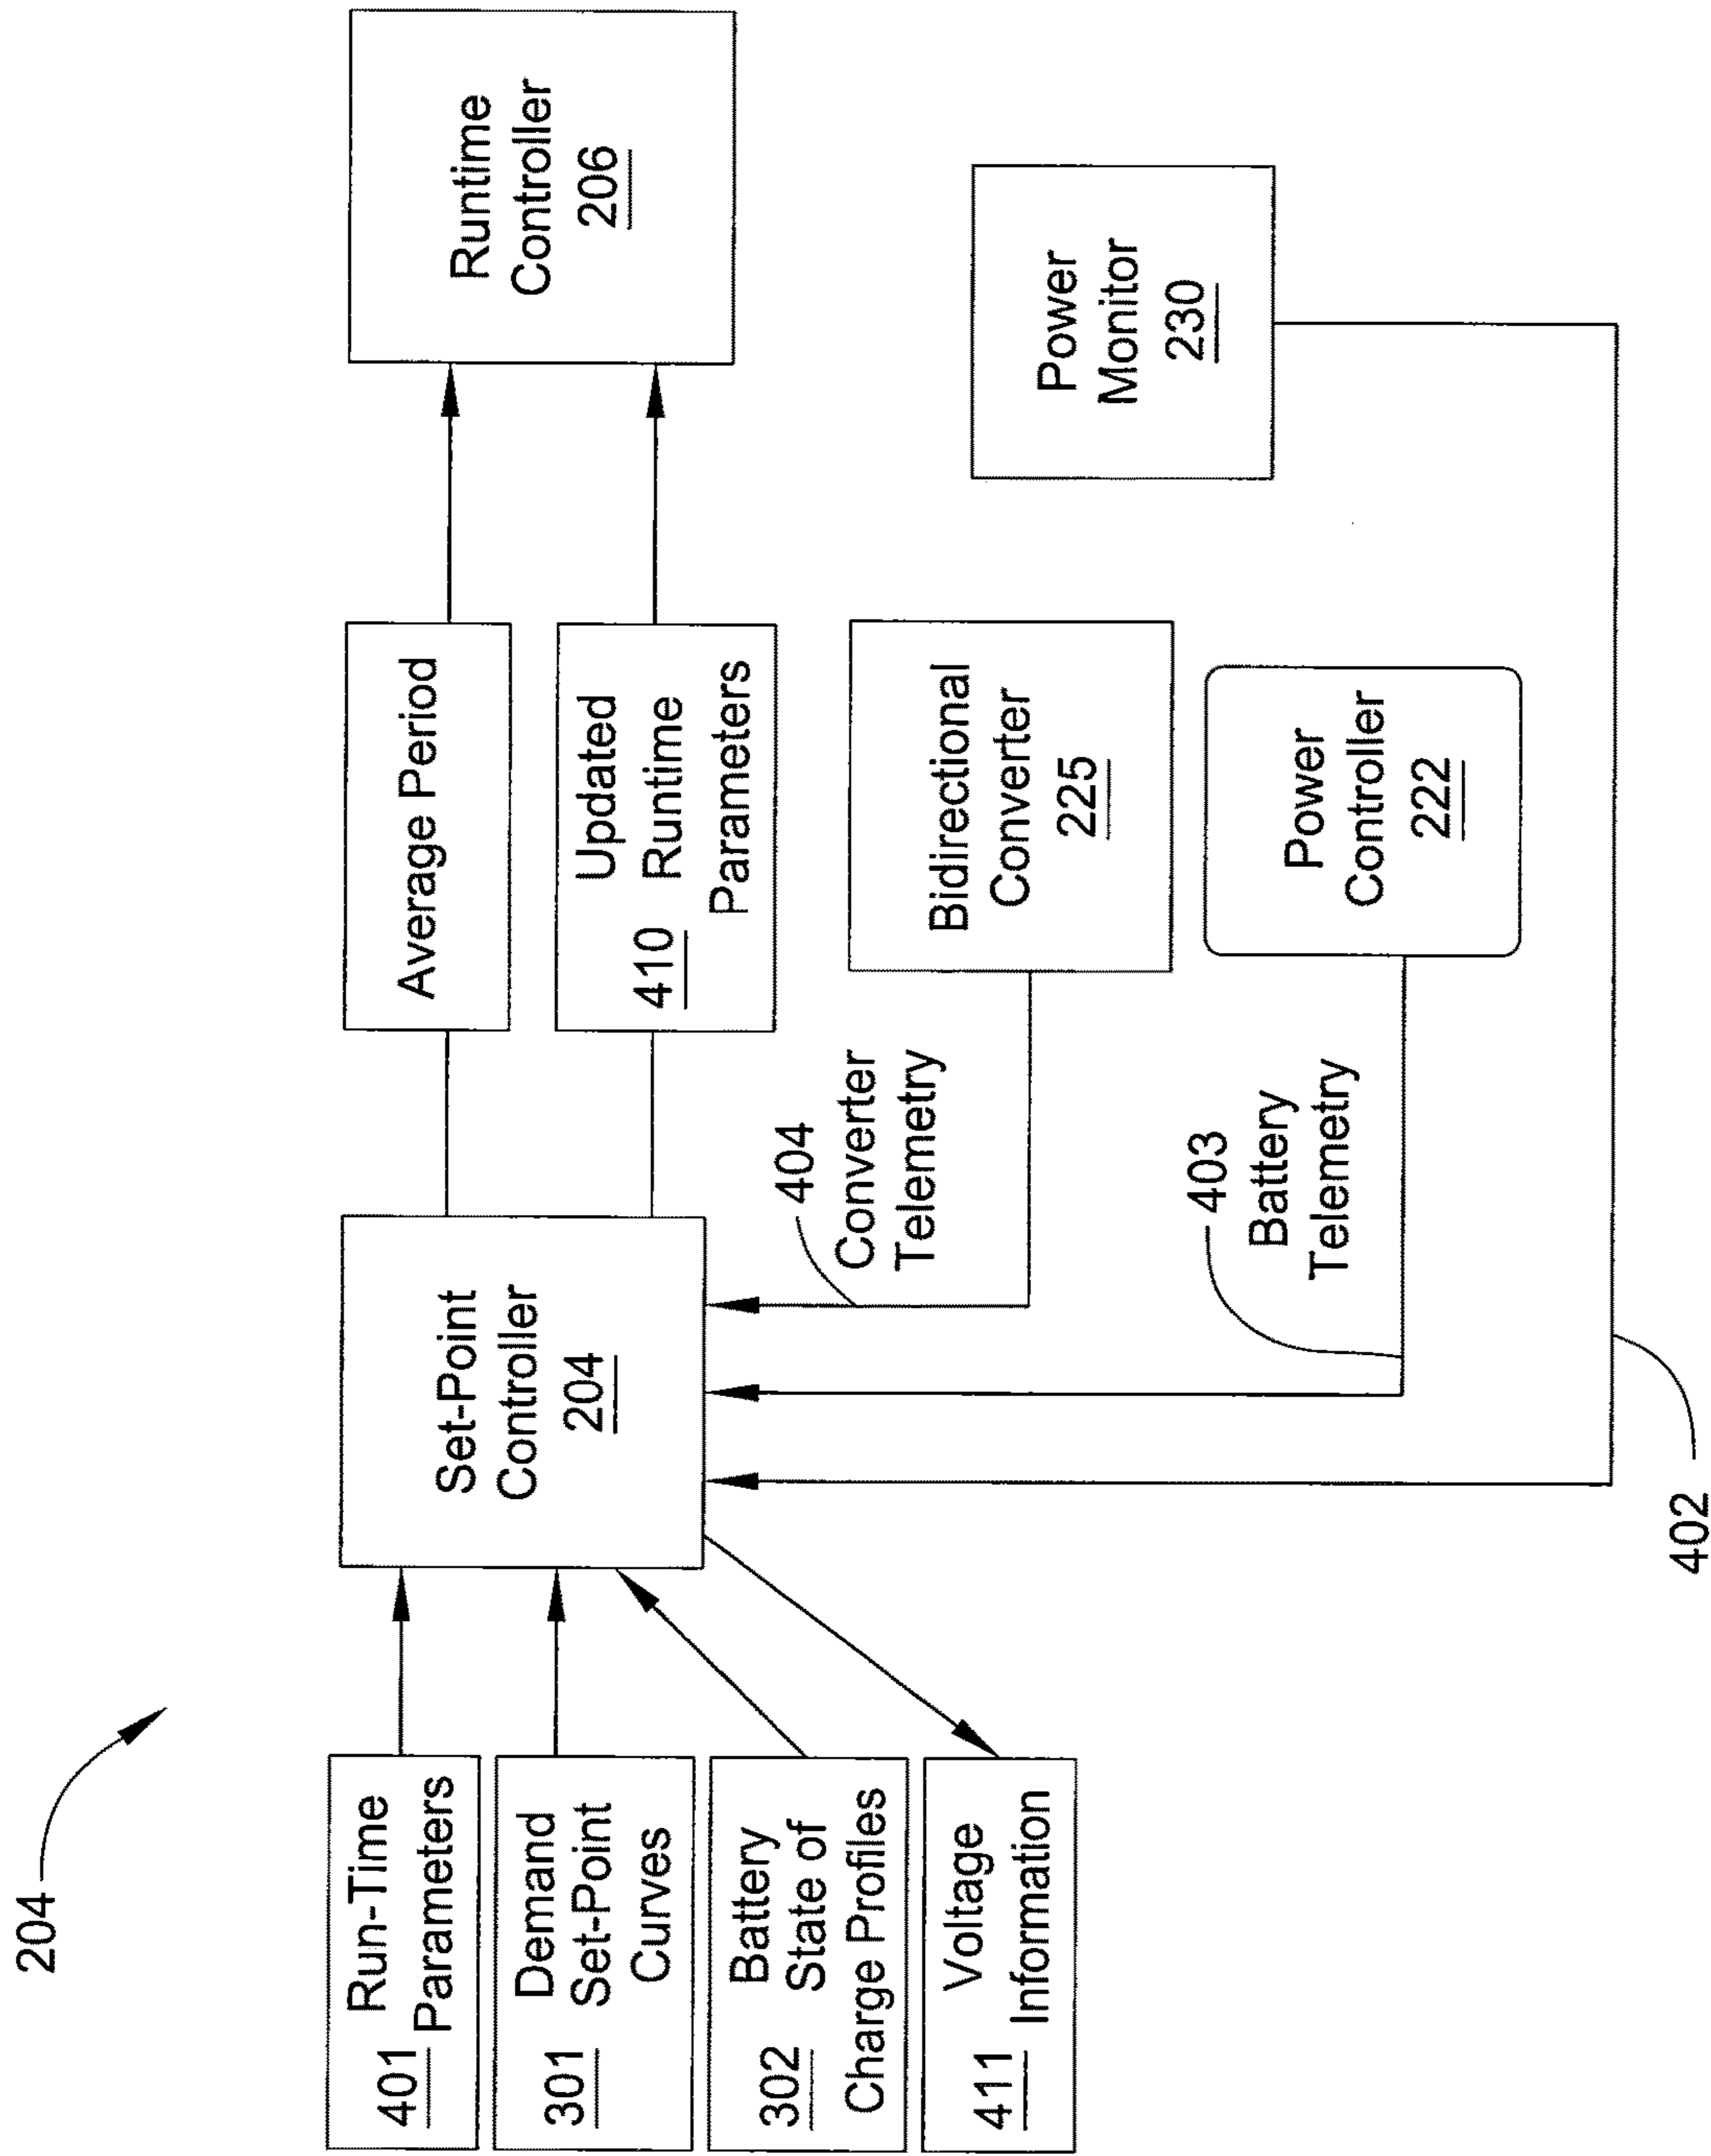 204
Run-Time
401 Parameters
Demand
301 Set-Point
Curves
Battery
302 State of
Charge Profiles
Voltage
411 Information
Set-Point
Controller
204
Average Period
Updated
410 Runtime
Parameters
Runtime
Controller
206
404
Converter
Telemetry
Bidirectional
Converter
225
403
Battery
Telemetry
Power
Controller
222
Power
Monitor
230
402